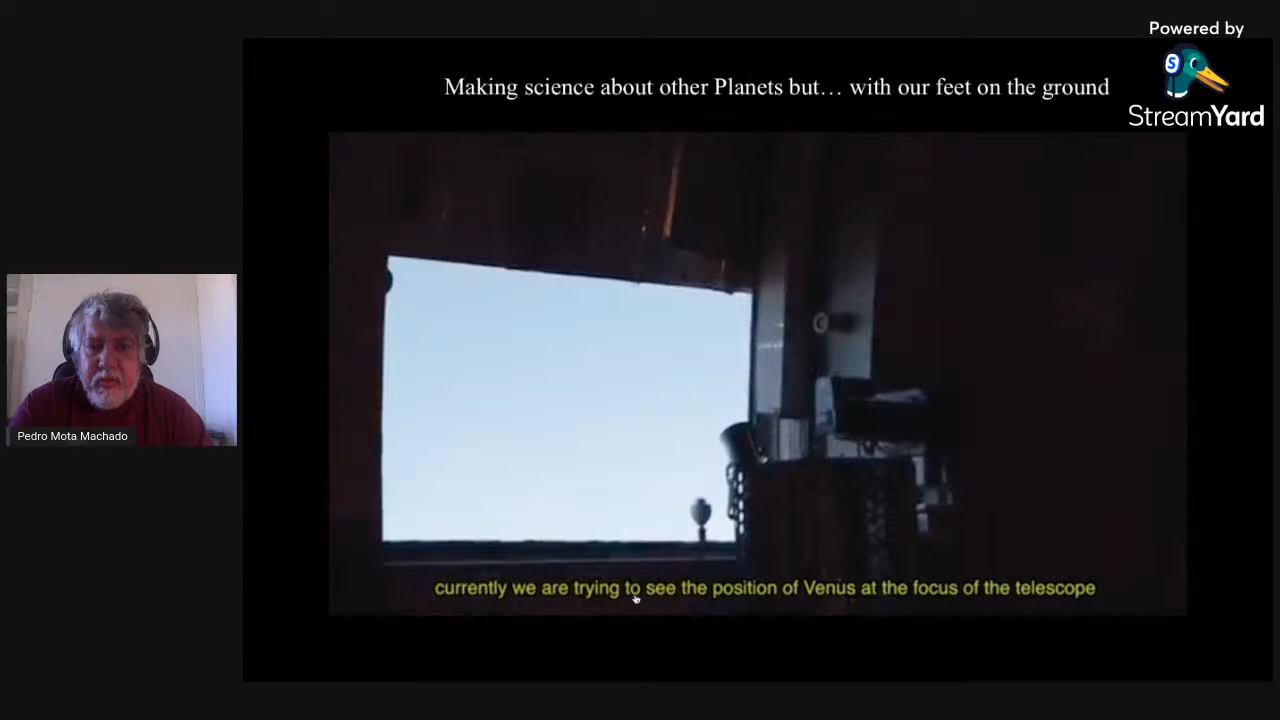 Powered by
S
StreamYard
Making science about other Planets but… with our feet on the ground
currently we are trying to see the position of Venus at the focus of the telescope
Pedro Mota Machado